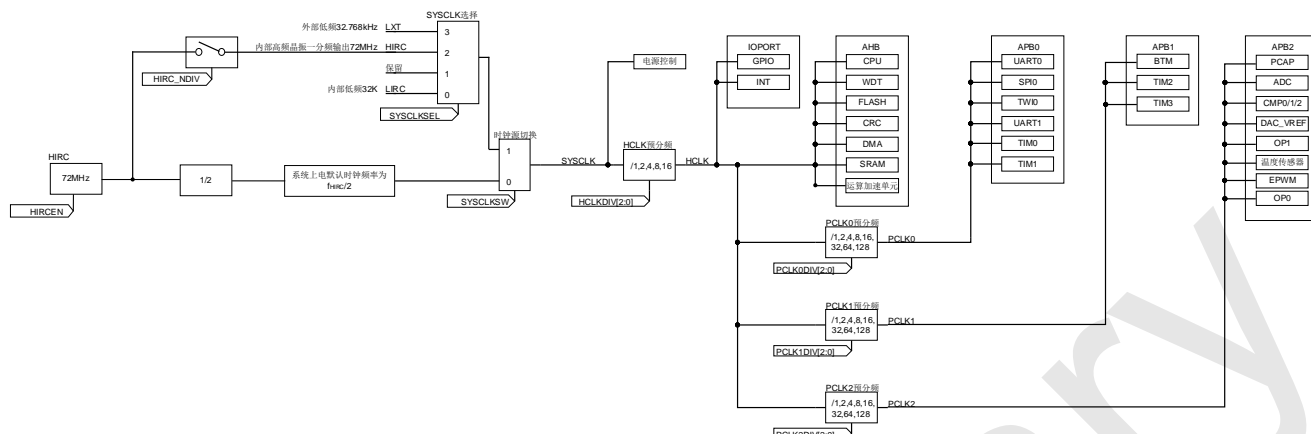 SYSCLK选择
外部低频32.768kHz LXT
3
内部高频晶振一分频输出72MHz HIRC
2
保留
1
内部低频32K LIRC
0
HIRC_NDIV
SYSCLKSEL
时钟源切换
1
0
SYSCLKSW
HIRC
72MHz
HIRCEN
1/2
系统上电默认时钟频率为
fHIRC/2
SYSCLK
电源控制
HCLK预分频
/1,2,4,8,16
HCLKDIV[2:0]
HCLK
IOPORT
GPIO
INT
AHB
CPU
WDT
FLASH
CRC
DMA
SRAM
运算加速单元
APB0
UART0
SPI0
TWI0
UART1
TIM0
TIM1
APB1
BTM
TIM2
TIM3
APB2
PCAP
ADC
CMP0/1/2
DAC_VREF
OP1
温度传感器
EPWM
OP0
PCLK0预分频
/1,2,4,8,16,
32,64,128
PCLK0DIV[2:0]
PCLK0
PCLK1预分频
/1,2,4,8,16,
32,64,128
PCLK1DIV[2:0]
PCLK1
PCLK2预分频
/1,2,4,8,16,
32,64,128
PCLK2DIV[2:0]
PCLK2
ry